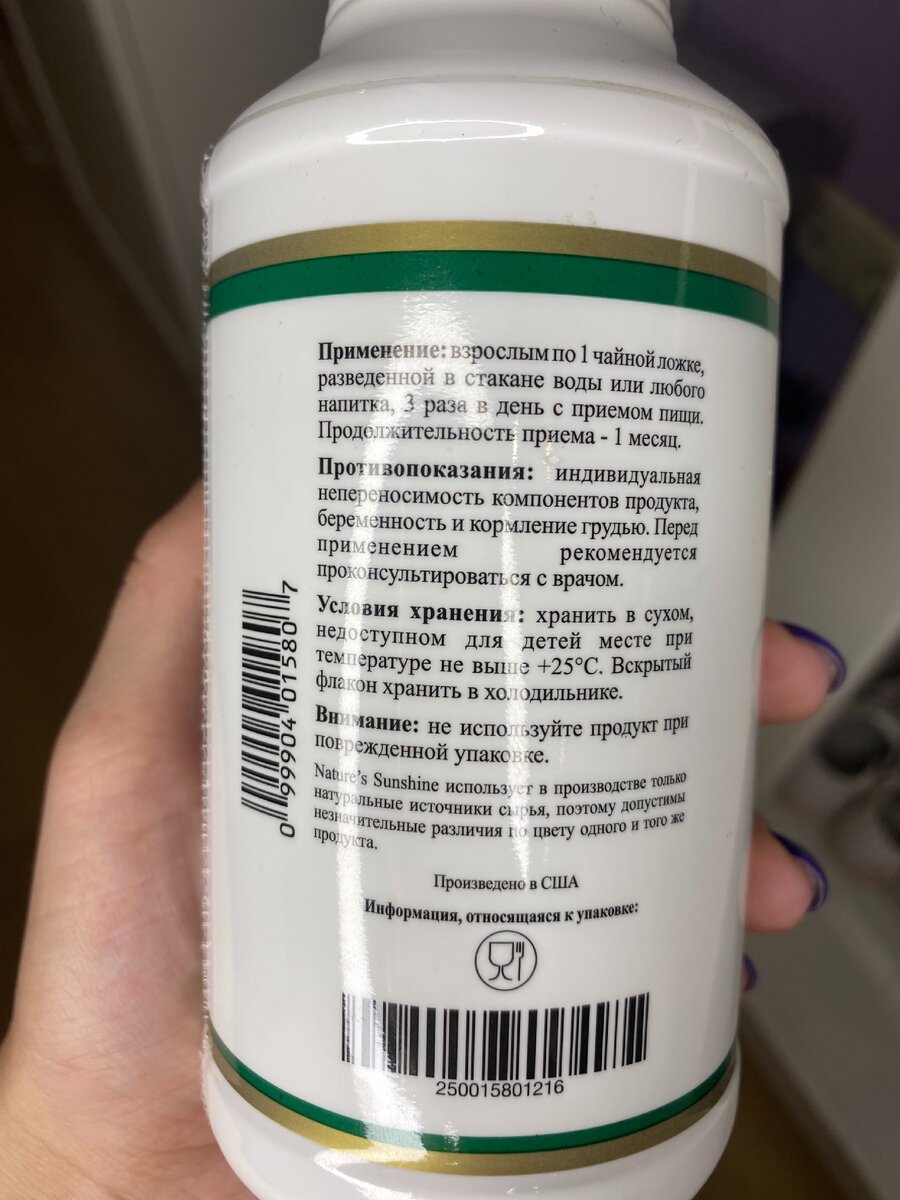 Применение: взрослым по 1 чайной ложке,
разведенной в стакане воды или любого
напитка, 3 раза в день с приемом пищи.
Продолжительность приема - 1 месяц.
Противопоказания: индивидуальная
непереносимость компонентов продукта,
беременность и кормление грудью. Перед
применением рекомендуется
проконсультироваться с врачом.
Условия хранения: хранить в сухом,
недоступном для детей месте при
температуре не выше +25°C. Вскрытый
флакон хранить в холодильнике.
Внимание: не используйте продукт при
поврежденной упаковке.
Nature's Sunshine использует в производстве только
натуральные источники сырья, поэтому допустимы
незначительные различия по цвету одного и того же
продукта.
Произведено в США
Информация, относящаяся к упаковке:
250015801216
0 99904 01580 7